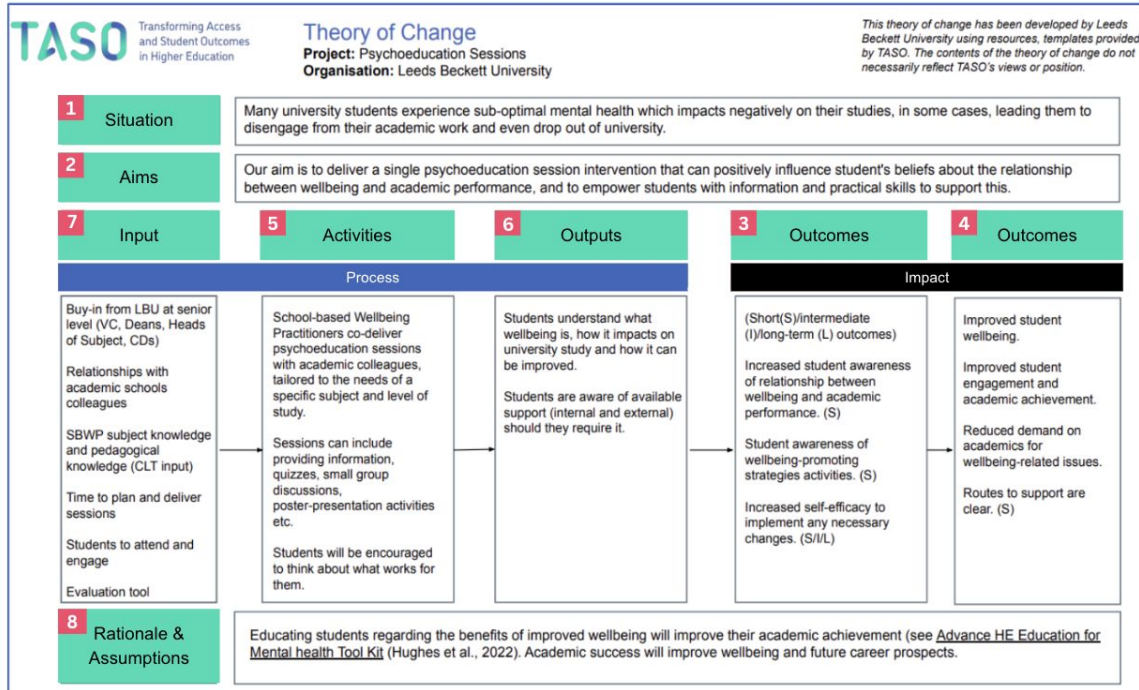 TASO
Transforming Access
and Student Outcomes
in Higher Education
Theory of Change
Project: Psychoeducation Sessions
Organisation: Leeds Beckett University
This theory of change has been developed by Leeds
Beckett University using resources, templates provided
by TASO. The contents of the theory of change do not
necessarily reflect TASO's views or position.
1
Situation
Many university students experience sub-optimal mental health which impacts negatively on their studies, in some cases, leading them to
disengage from their academic work and even drop out of university.
2
Aims
Our aim is to deliver a single psychoeducation session intervention that can positively influence student's beliefs about the relationship
between wellbeing and academic performance, and to empower students with information and practical skills to support this.
7
Input
5
Activities
6
Outputs
3
Outcomes
4
Outcomes
Process
Impact
Buy-in from LBU at senior
level (VC, Deans, Heads
of Subject, CDs)
Relationships with
academic schools
colleagues
SBWP subject knowledge
and pedagogical
knowledge (CLT input)
Time to plan and deliver
sessions
Students to attend and
engage
Evaluation tool
School-based Wellbeing
Practitioners co-deliver
psychoeducation sessions
with academic colleagues,
tailored to the needs of a
specific subject and level of
study.
Sessions can include
providing information,
quizzes, small group
discussions,
poster-presentation activities
etc.
Students will be encouraged
to think about what works for
them.
Students understand what
wellbeing is, how it impacts on
university study and how it can
be improved.
Students are aware of available
support (internal and external)
should they require it.
(Short(S)/intermediate
(I)/long-term (L) outcomes)
Increased student awareness
of relationship between
wellbeing and academic
performance. (S)
Student awareness of
wellbeing-promoting
strategies activities. (S)
Increased self-efficacy to
implement any necessary
changes. (S/I/L)
Improved student
wellbeing.
Improved student
engagement and
academic achievement.
Reduced demand on
academics for
wellbeing-related issues.
Routes to support are
clear. (S)
8
Rationale &
Assumptions
Educating students regarding the benefits of improved wellbeing will improve their academic achievement (see Advance HE Education for
Mental health Tool Kit (Hughes et al., 2022). Academic success will improve wellbeing and future career prospects.